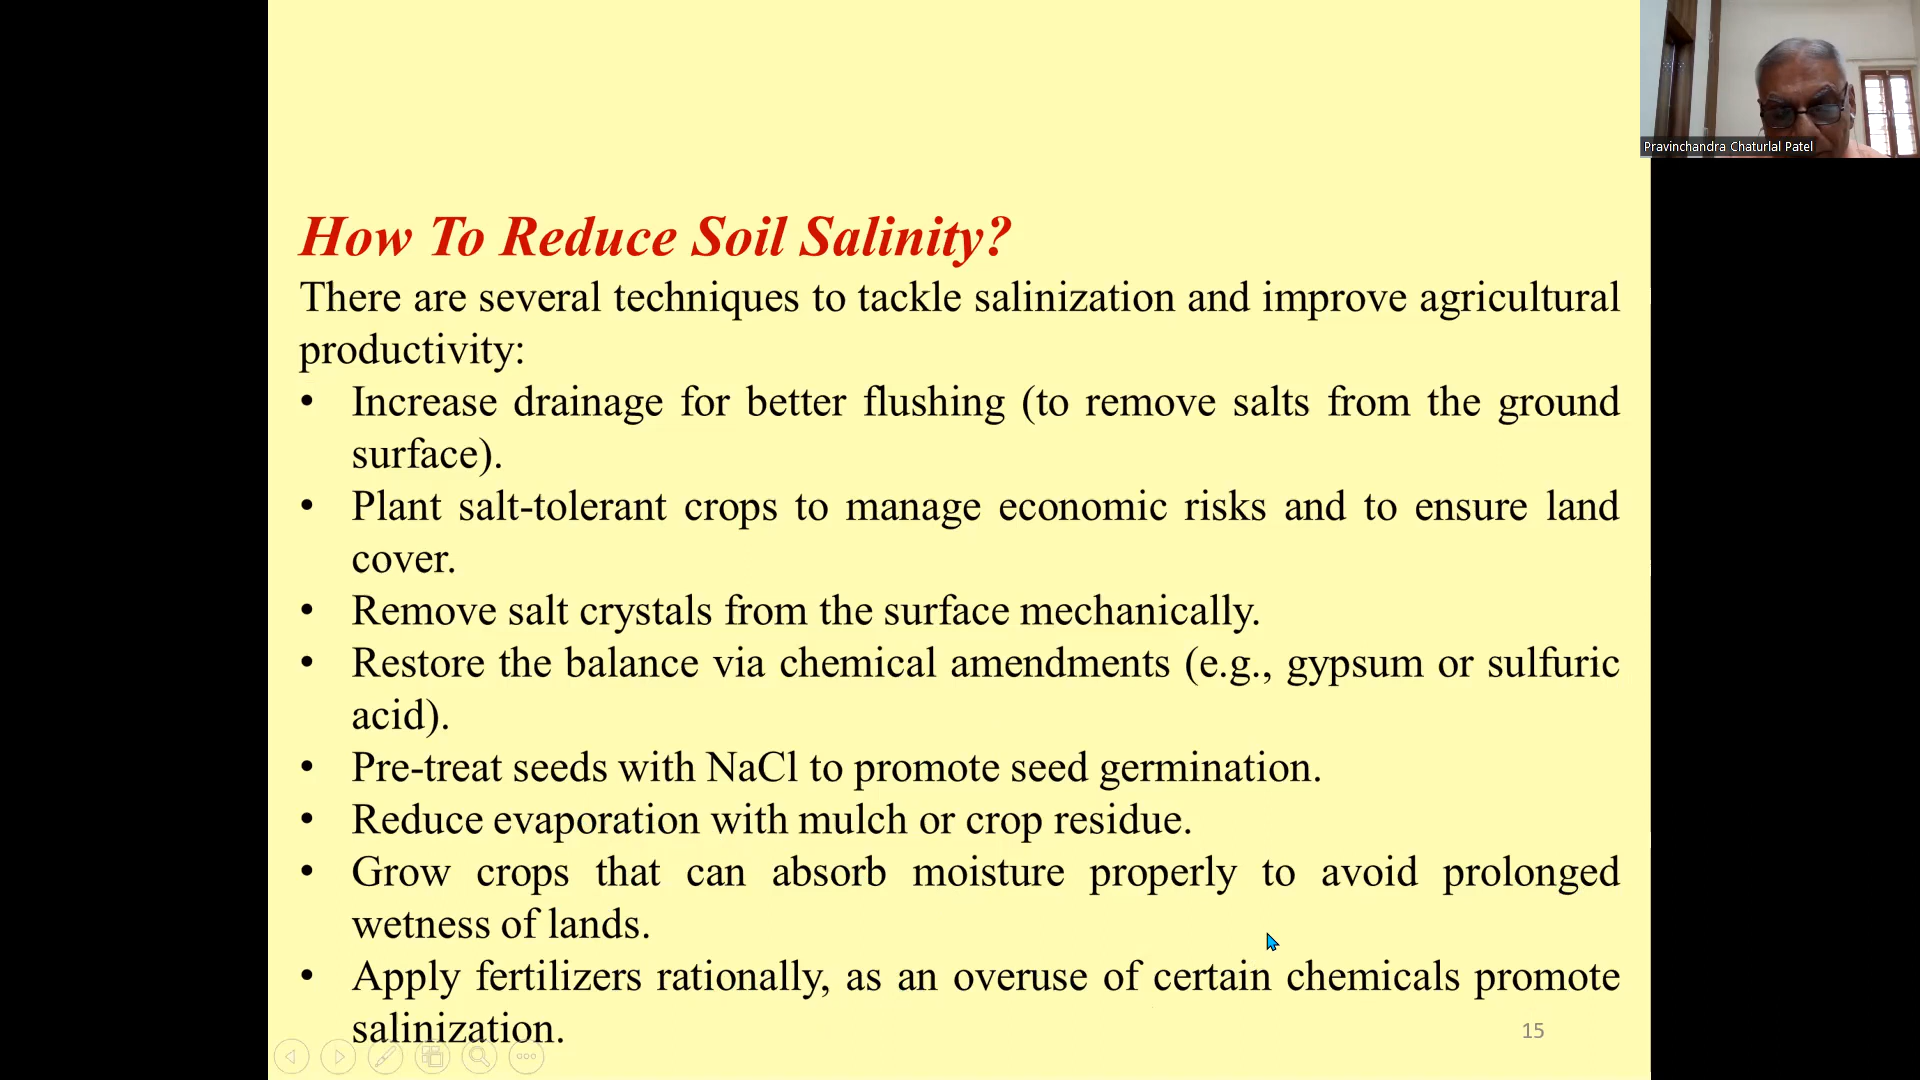 Pravinchandra Chaturlal Patel
How To Reduce Soil Salinity?
There are several techniques to tackle salinization and improve agricultural
productivity:
• Increase drainage for better flushing (to remove salts from the ground
surface).
• Plant salt-tolerant crops to manage economic risks and to ensure land
cover.
• Remove salt crystals from the surface mechanically.
• Restore the balance via chemical amendments (e.g., gypsum or sulfuric
acid).
• Pre-treat seeds with NaCl to promote seed germination.
• Reduce evaporation with mulch or crop residue.
• Grow crops that can absorb moisture properly to avoid prolonged
wetness of lands.
• Apply fertilizers rationally, as an overuse of certain chemicals promote
salinization.
15